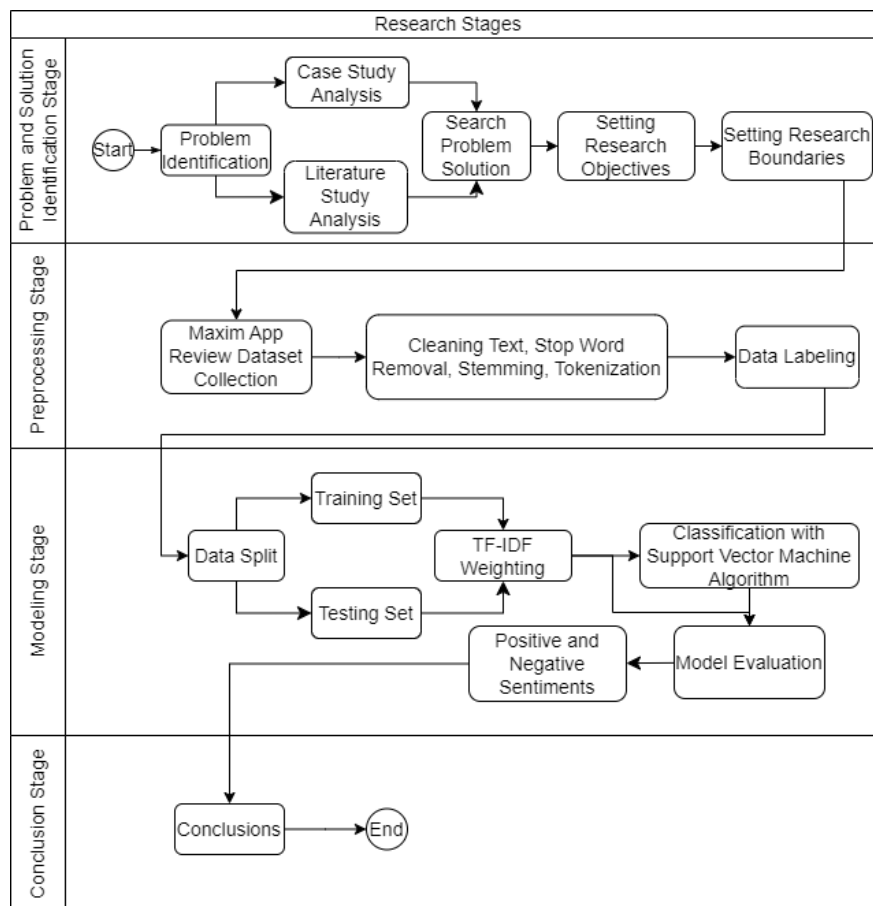 Research Stages
Problem and Solution
Identification Stage
Start
Problem
Identification
Case Study
Analysis
Literature
Study
Analysis
Search
Problem
Solution
Setting
Research
Objectives
Setting Research
Boundaries
Preprocessing Stage
Maxim App
Review Dataset
Collection
Cleaning Text, Stop Word
Removal, Stemming, Tokenization
Data Labeling
Modeling Stage
Data Split
Training Set
Testing Set
TF-IDF
Weighting
Classification with
Support Vector Machine
Algorithm
Model Evaluation
Positive and
Negative
Sentiments
Conclusion Stage
Conclusions
End